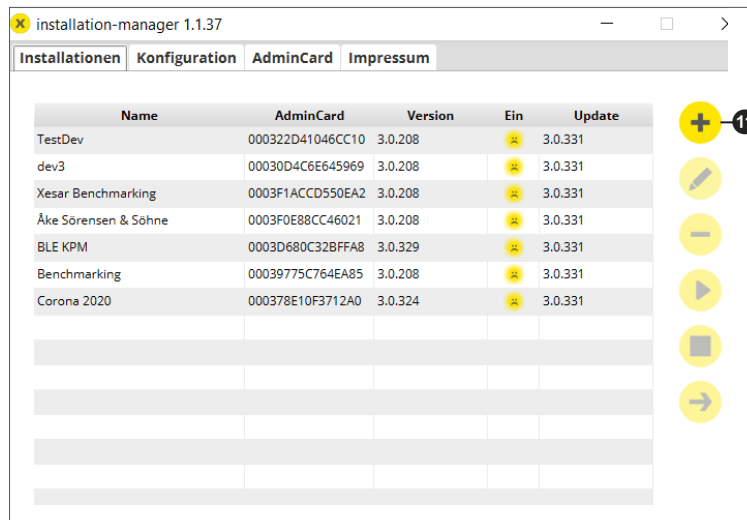 installation-manager 1.1.37
Installationen Konfiguration AdminCard Impressum
Name AdminCard Version Ein Update
TestDev 000322D41046CC10 3.0.208 3.0.331
dev3 00030D4C6E645969 3.0.208 3.0.331
Xesar Benchmarking 0003F1ACCD550EA2 3.0.208 3.0.331
Åke Sörensen & Söhne 0003F0E88CC46021 3.0.208 3.0.331
BLE KPM 0003D680C32BFFA8 3.0.329 3.0.331
Benchmarking 00039775C764EA85 3.0.208 3.0.331
Corona 2020 000378E10F3712A0 3.0.324 3.0.331